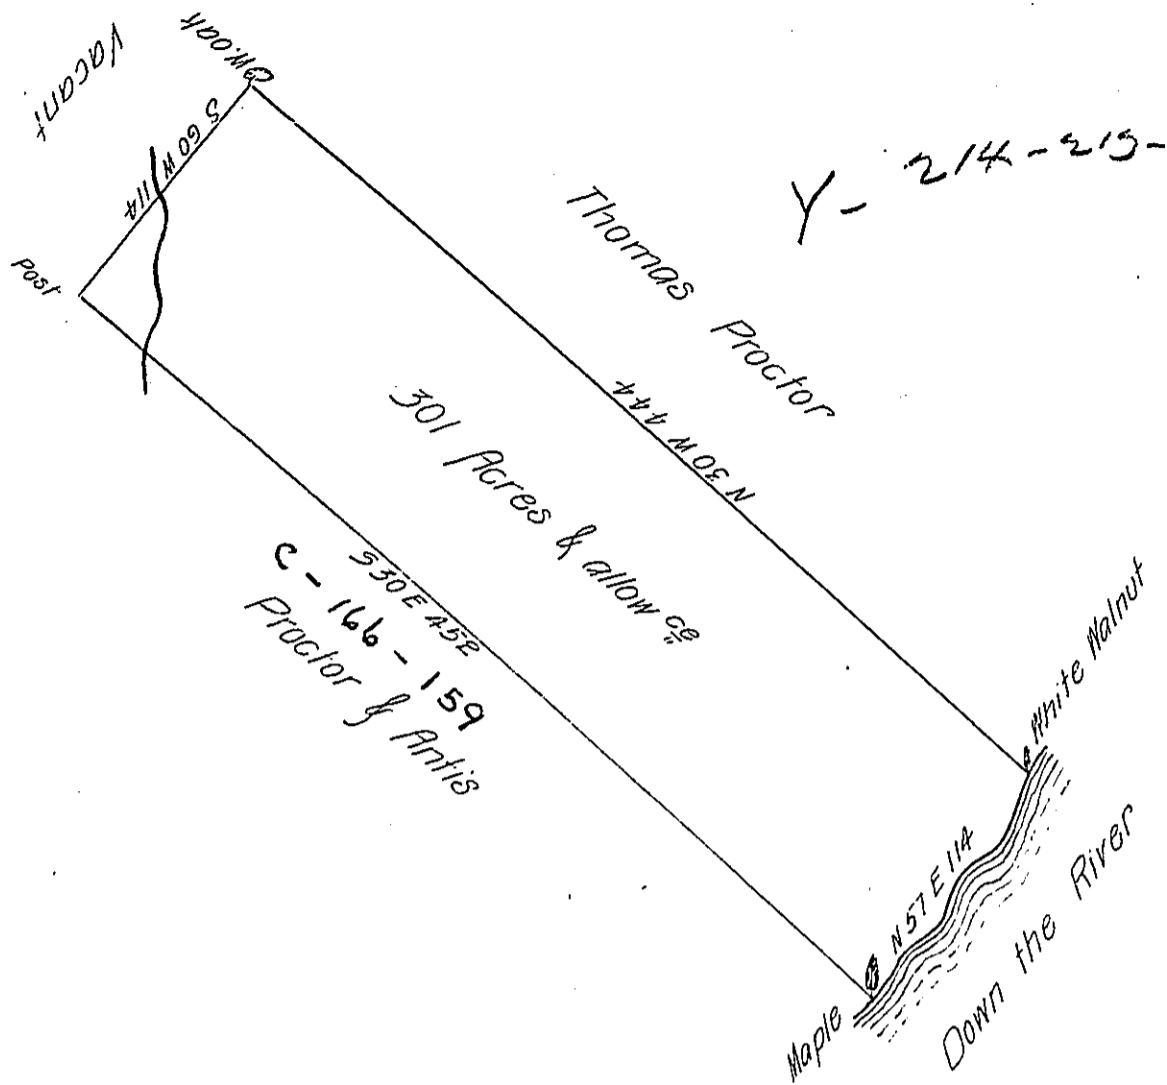 Vacant
W.oak
S 60 W 114
Post
Y - 214 - 213 -
Thomas Proctor
N 30 W 444
301 Acres & allow ce
S 30 E 452
C - 166 - 159
Proctor & Antis
White Walnut
N 57 E 114
Maple
Down the River